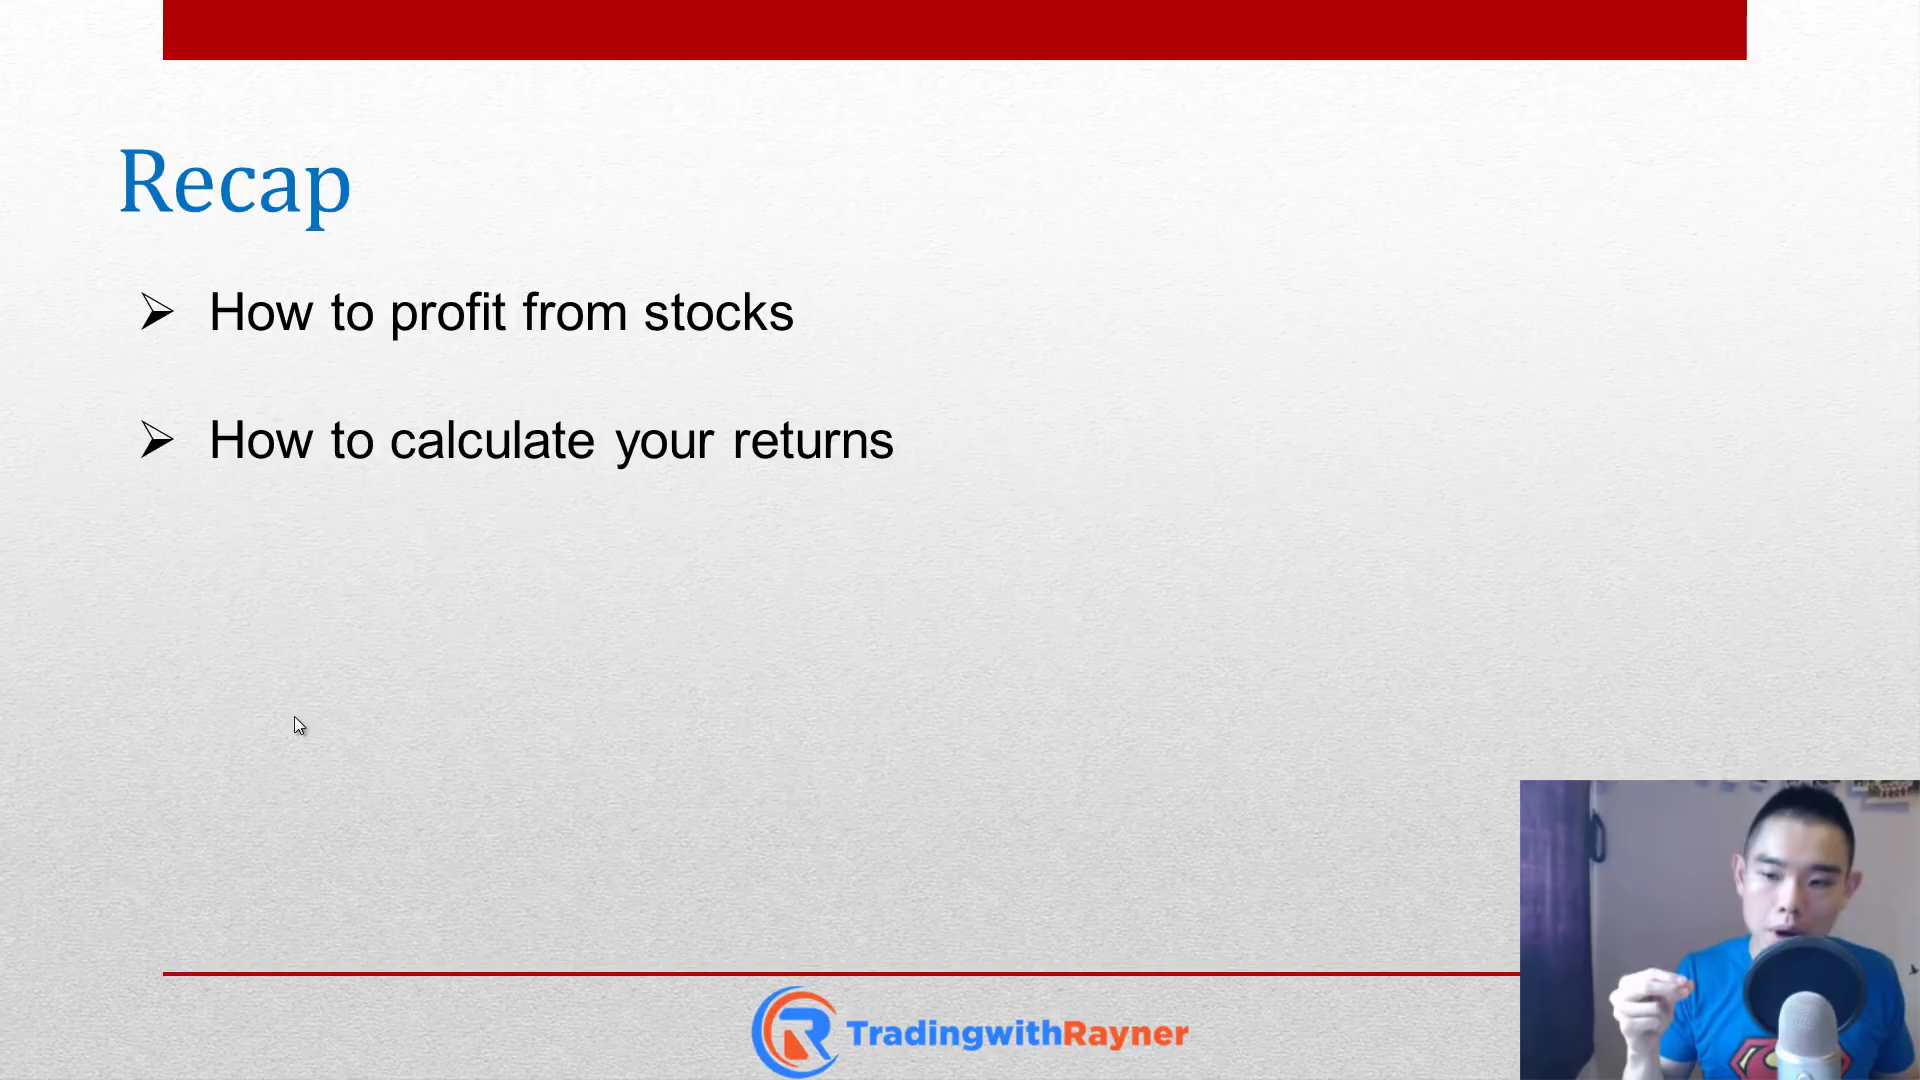 Recap
How to profit from stocks
How to calculate your returns
TradingwithRayner